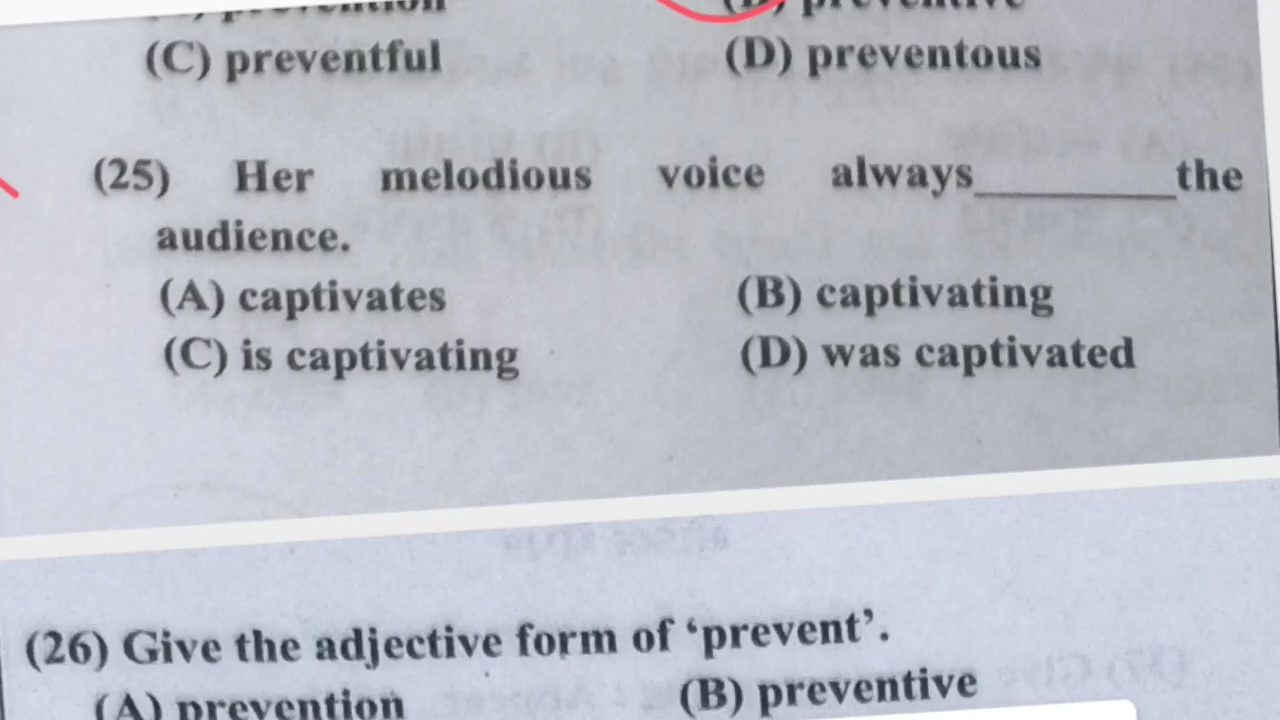 (C) preventful (D) preventous
(25) Her melodious voice always________the
audience.
(A) captivates (B) captivating
(C) is captivating (D) was captivated
(26) Give the adjective form of ‘prevent’.
(A) prevention (B) preventive